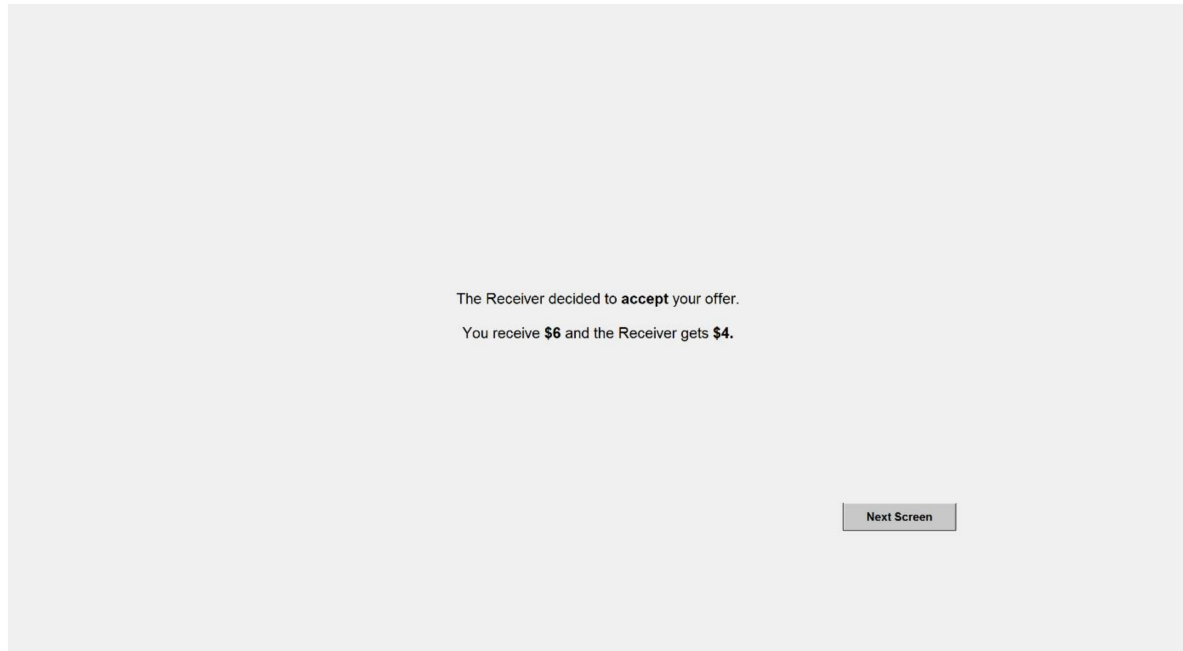 The Receiver decided to accept your offer.
You receive $6 and the Receiver gets $4.
Next Screen